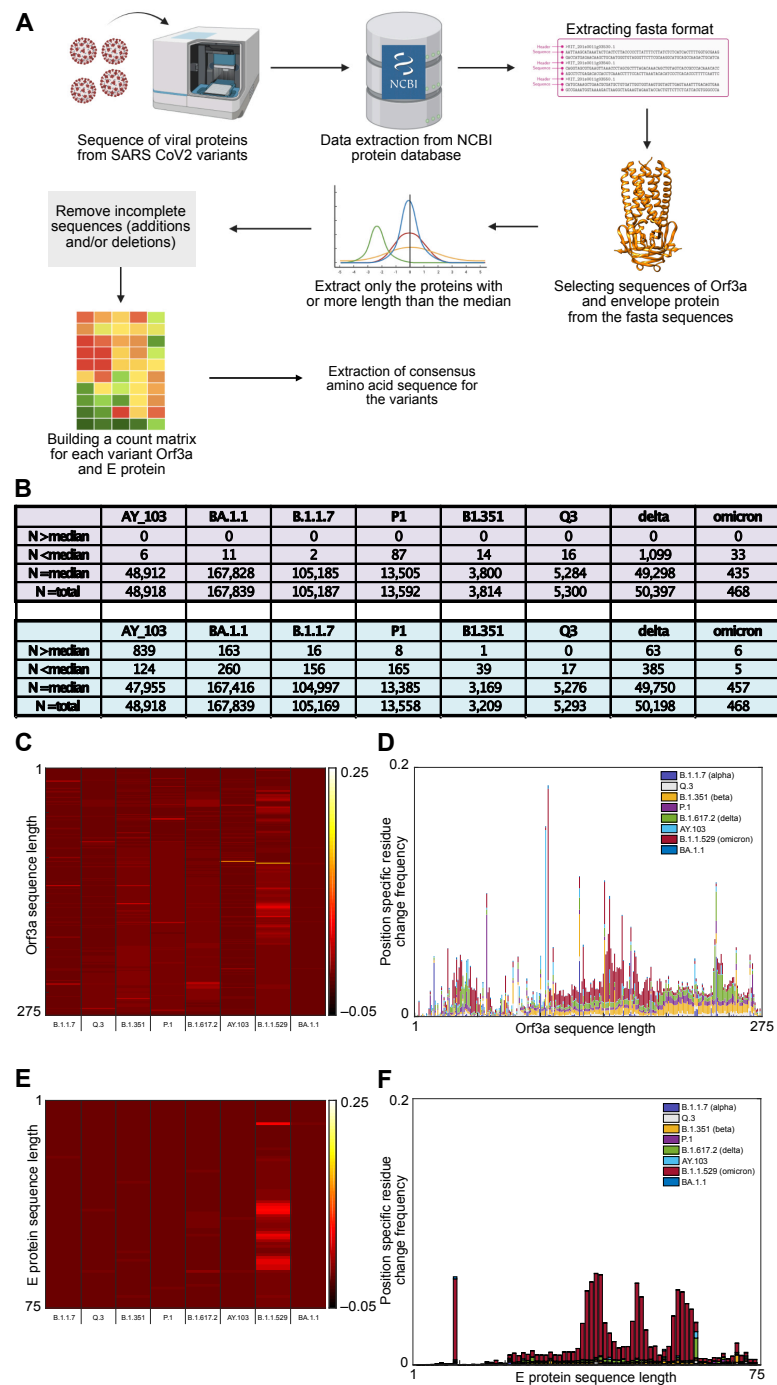 A
Extracting fasta format
Header
Sequence
Header
Sequence
Header
Sequence
NCBI
Sequence of viral proteins
from SARS CoV2 variants
Data extraction from NCBI
protein database
Remove incomplete
sequences (additions
and/or deletions)
Extract only the proteins with
or more length than the median
Selecting sequences of Orf3a
and envelope protein
from the fasta sequences
Extraction of consensus
amino acid sequence for
the variants
Building a count matrix
for each variant Orf3a
and E protein
B
AY_103 BA.1.1 B.1.1.7 P1 B1.351 Q3 delta omicron
N >median 0 0 0 0 0 0 0 0
N <median 6 11 2 87 14 16 1,099 33
N =median 48,912 167,828 105,185 13,505 3,800 5,284 49,298 435
N =total 48,918 167,839 105,187 13,592 3,814 5,300 50,397 468
AY_103 BA.1.1 B.1.1.7 P1 B1.351 Q3 delta omicron
N >median 839 163 16 8 1 0 63 6
N <median 124 260 156 165 39 17 385 5
N =median 47,955 167,416 104,997 13,385 3,169 5,276 49,750 457
N =total 48,918 167,839 105,169 13,558 3,209 5,293 50,198 468
C
1
Orf3a sequence length
275
0.25
−0.05
B.1.1.7 Q.3 B.1.351 P.1 B.1.617.2 AY.103 B.1.1.529 BA.1.1
D
0.2
Position specific residue
change frequency
0
1
Orf3a sequence length
275
B.1.1.7 (alpha)
Q.3
B.1.351 (beta)
P.1
B.1.617.2 (delta)
AY.103
B.1.1.529 (omicron)
BA.1.1
E
1
E protein sequence length
75
0.25
−0.05
B.1.1.7 Q.3 B.1.351 P.1 B.1.617.2 AY.103 B.1.1.529 BA.1.1
F
0.2
Position specific residue
change frequency
0
1
E protein sequence length
75
B.1.1.7 (alpha)
Q.3
B.1.351 (beta)
P.1
B.1.617.2 (delta)
AY.103
B.1.1.529 (omicron)
BA.1.1